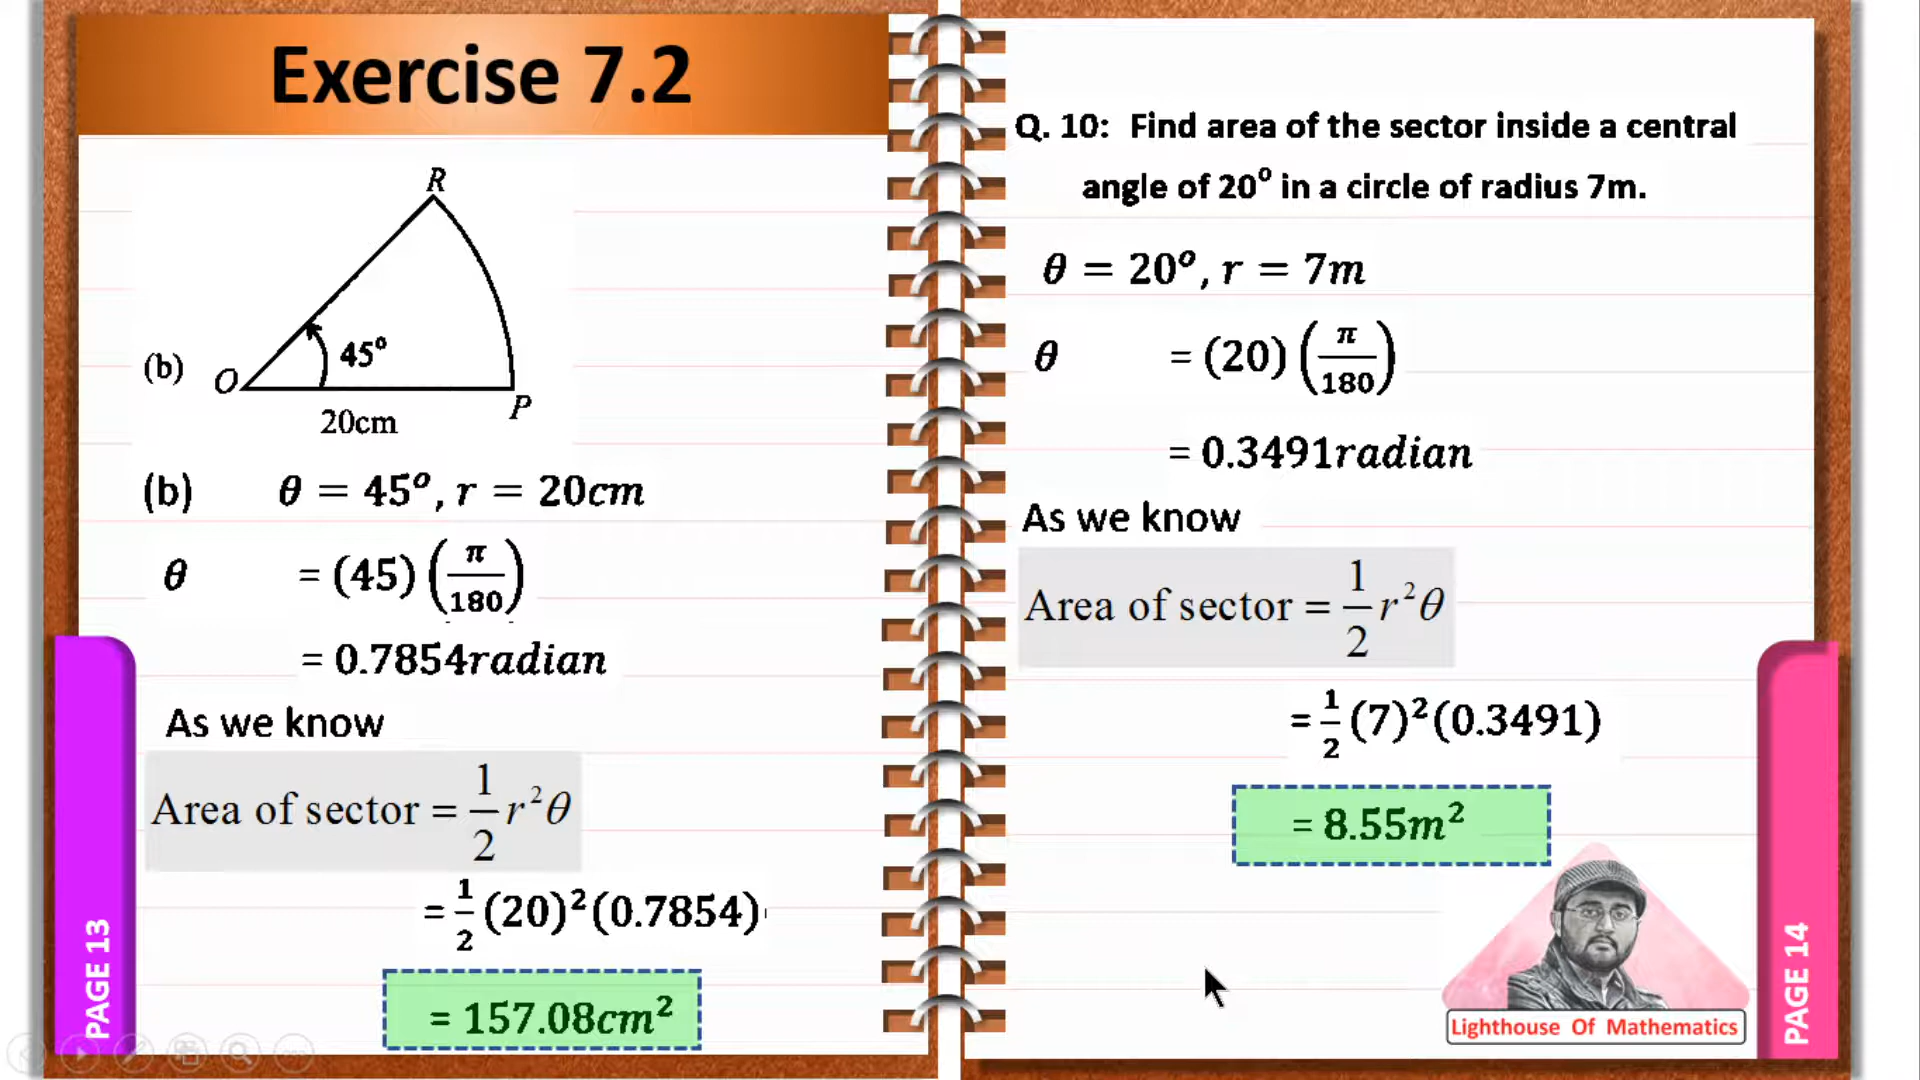 Exercise 7.2
R
45°
(b)
O
P
20cm
(b) θ = 45°, r = 20cm
θ = (45) (π/180)
= 0.7854radian
As we know
Area of sector = 1/2 r²θ
= 1/2 (20)²(0.7854)
= 157.08cm²
PAGE 13
Q. 10: Find area of the sector inside a central
angle of 20° in a circle of radius 7m.
θ = 20°, r = 7m
θ = (20) (π/180)
= 0.3491radian
As we know
Area of sector = 1/2 r²θ
= 1/2 (7)²(0.3491)
= 8.55m²
Lighthouse Of Mathematics
PAGE 14